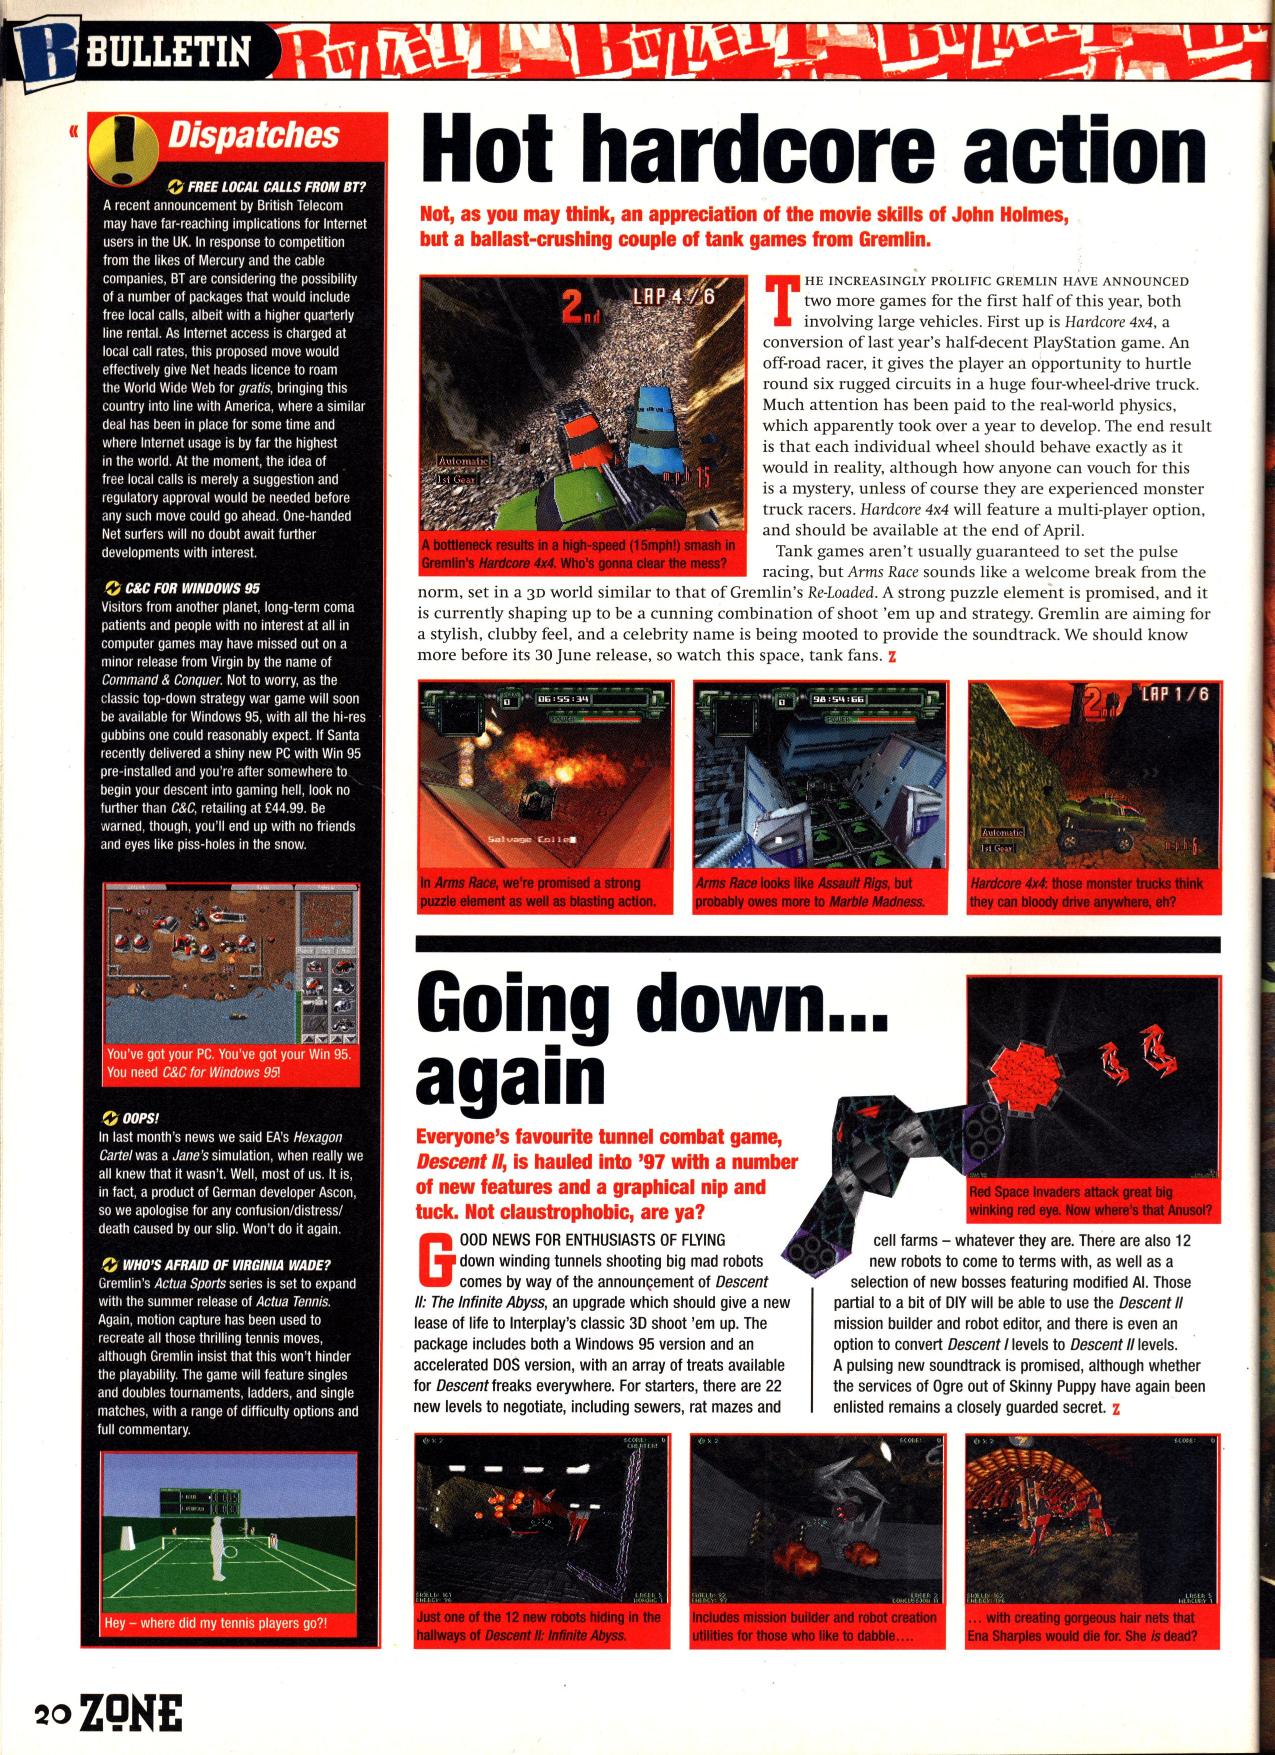 B BULLETIN
BULLETIN BULLETIN BULLETIN
«
! Dispatches
FREE LOCAL CALLS FROM BT?
A recent announcement by British Telecom
may have far-reaching implications for Internet
users in the UK. In response to competition
from the likes of Mercury and the cable
companies, BT are considering the possibility
of a number of packages that would include
free local calls, albeit with a higher quarterly
line rental. As Internet access is charged at
local call rates, this proposed move would
effectively give Net heads licence to roam
the World Wide Web for gratis, bringing this
country into line with America, where a similar
deal has been in place for some time and
where Internet usage is by far the highest
in the world. At the moment, the idea of
free local calls is merely a suggestion and
regulatory approval would be needed before
any such move could go ahead. One-handed
Net surfers will no doubt await further
developments with interest.
C&C FOR WINDOWS 95
Visitors from another planet, long-term coma
patients and people with no interest at all in
computer games may have missed out on a
minor release from Virgin by the name of
Command & Conquer. Not to worry, as the
classic top-down strategy war game will soon
be available for Windows 95, with all the hi-res
gubbins one could reasonably expect. If Santa
recently delivered a shiny new PC with Win 95
pre-installed and you're after somewhere to
begin your descent into gaming hell, look no
further than C&C, retailing at £44.99. Be
warned, though, you'll end up with no friends
and eyes like piss-holes in the snow.
You've got your PC. You've got your Win 95.
You need C&C for Windows 95!
OOPS!
In last month's news we said EA's Hexagon
Cartel was a Jane's simulation, when really we
all knew that it wasn't. Well, most of us. It is,
in fact, a product of German developer Ascon,
so we apologise for any confusion/distress/
death caused by our slip. Won't do it again.
WHO'S AFRAID OF VIRGINIA WADE?
Gremlin's Actua Sports series is set to expand
with the summer release of Actua Tennis.
Again, motion capture has been used to
recreate all those thrilling tennis moves,
although Gremlin insist that this won't hinder
the playability. The game will feature singles
and doubles tournaments, ladders, and single
matches, with a range of difficulty options and
full commentary.
Hey – where did my tennis players go?!
Hot hardcore action
Not, as you may think, an appreciation of the movie skills of John Holmes,
but a ballast-crushing couple of tank games from Gremlin.
2nd LAP 4/6
Automatic
1st Gear
mph 15
A bottleneck results in a high-speed (15mph!) smash in
Gremlin's Hardcore 4x4. Who's gonna clear the mess?
THE INCREASINGLY PROLIFIC GREMLIN HAVE ANNOUNCED
two more games for the first half of this year, both
involving large vehicles. First up is Hardcore 4x4, a
conversion of last year's half-decent PlayStation game. An
off-road racer, it gives the player an opportunity to hurtle
round six rugged circuits in a huge four-wheel-drive truck.
Much attention has been paid to the real-world physics,
which apparently took over a year to develop. The end result
is that each individual wheel should behave exactly as it
would in reality, although how anyone can vouch for this
is a mystery, unless of course they are experienced monster
truck racers. Hardcore 4x4 will feature a multi-player option,
and should be available at the end of April.
Tank games aren't usually guaranteed to set the pulse
racing, but Arms Race sounds like a welcome break from the
norm, set in a 3D world similar to that of Gremlin's Re-Loaded. A strong puzzle element is promised, and it
is currently shaping up to be a cunning combination of shoot 'em up and strategy. Gremlin are aiming for
a stylish, clubby feel, and a celebrity name is being mooted to provide the soundtrack. We should know
more before its 30 June release, so watch this space, tank fans. Z
06:55:34
POWER
Salvage Colle
In Arms Race, we're promised a strong
puzzle element as well as blasting action.
98:54:66
POWER
Arms Race looks like Assault Rigs, but
probably owes more to Marble Madness.
2nd LAP 1/6
Automatic
1st Gear
mph 6
Hardcore 4x4: those monster trucks think
they can bloody drive anywhere, eh?
Going down...
again
Everyone's favourite tunnel combat game,
Descent II, is hauled into '97 with a number
of new features and a graphical nip and
tuck. Not claustrophobic, are ya?
Red Space Invaders attack great big
winking red eye. Now where's that Anusol?
GOOD NEWS FOR ENTHUSIASTS OF FLYING
down winding tunnels shooting big mad robots
comes by way of the announcement of Descent
II: The Infinite Abyss, an upgrade which should give a new
lease of life to Interplay's classic 3D shoot 'em up. The
package includes both a Windows 95 version and an
accelerated DOS version, with an array of treats available
for Descent freaks everywhere. For starters, there are 22
new levels to negotiate, including sewers, rat mazes and
cell farms – whatever they are. There are also 12
new robots to come to terms with, as well as a
selection of new bosses featuring modified AI. Those
partial to a bit of DIY will be able to use the Descent II
mission builder and robot editor, and there is even an
option to convert Descent I levels to Descent II levels.
A pulsing new soundtrack is promised, although whether
the services of Ogre out of Skinny Puppy have again been
enlisted remains a closely guarded secret. Z
Just one of the 12 new robots hiding in the
hallways of Descent II: Infinite Abyss.
Includes mission builder and robot creation
utilities for those who like to dabble....
... with creating gorgeous hair nets that
Ena Sharples would die for. She is dead?
20 ZONE